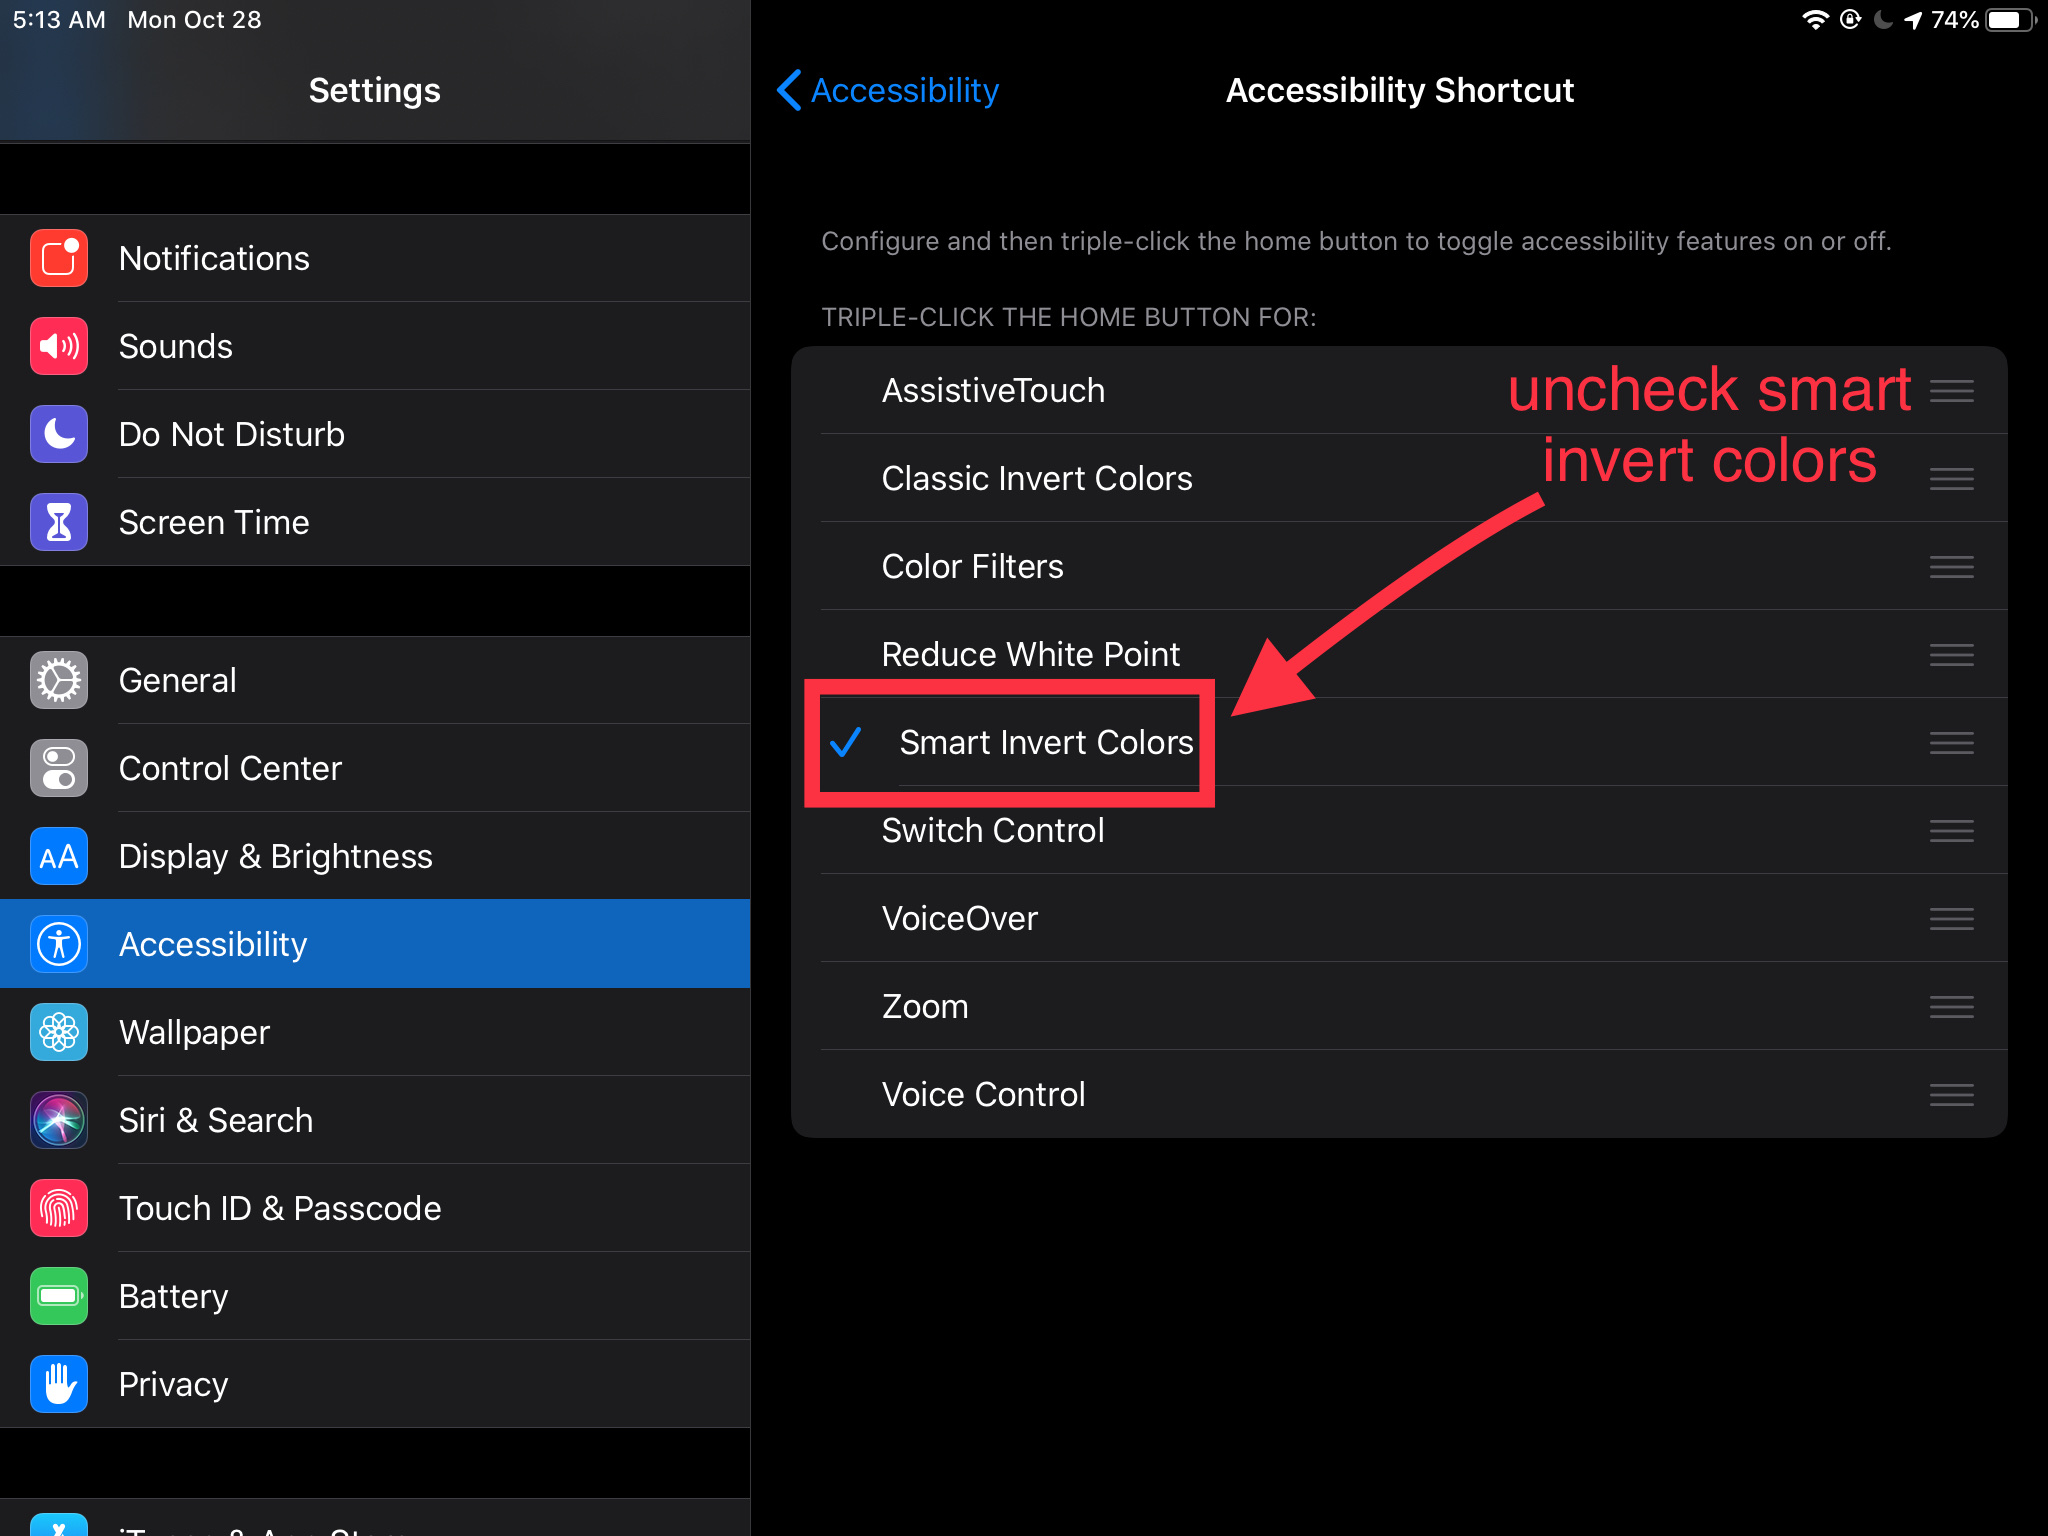 5:13 AM Mon Oct 28
74%
Settings
Notifications
Sounds
Do Not Disturb
Screen Time
General
Control Center
AA Display & Brightness
Accessibility
Wallpaper
Siri & Search
Touch ID & Passcode
Battery
Privacy
Accessibility
Accessibility Shortcut
Configure and then triple-click the home button to toggle accessibility features on or off.
TRIPLE-CLICK THE HOME BUTTON FOR:
AssistiveTouch
Classic Invert Colors
Color Filters
Reduce White Point
Smart Invert Colors
Switch Control
VoiceOver
Zoom
Voice Control
uncheck smart
invert colors